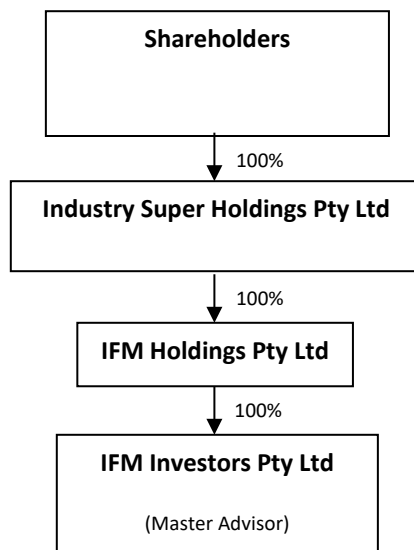 Shareholders
100%
Industry Super Holdings Pty Ltd
100%
IFM Holdings Pty Ltd
100%
IFM Investors Pty Ltd
(Master Advisor)